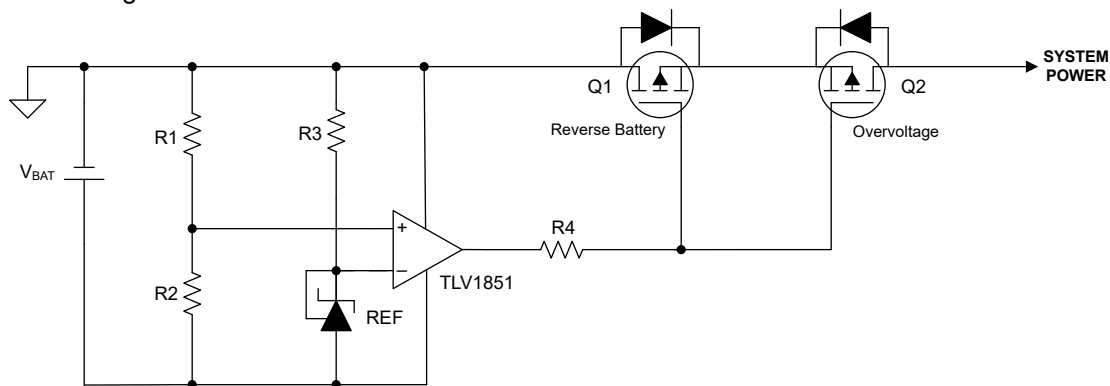 SYSTEM
POWER
Q1
Q2
Reverse Battery
Overvoltage
R1
R3
VBAT
+
R4
−
TLV1851
R2
REF